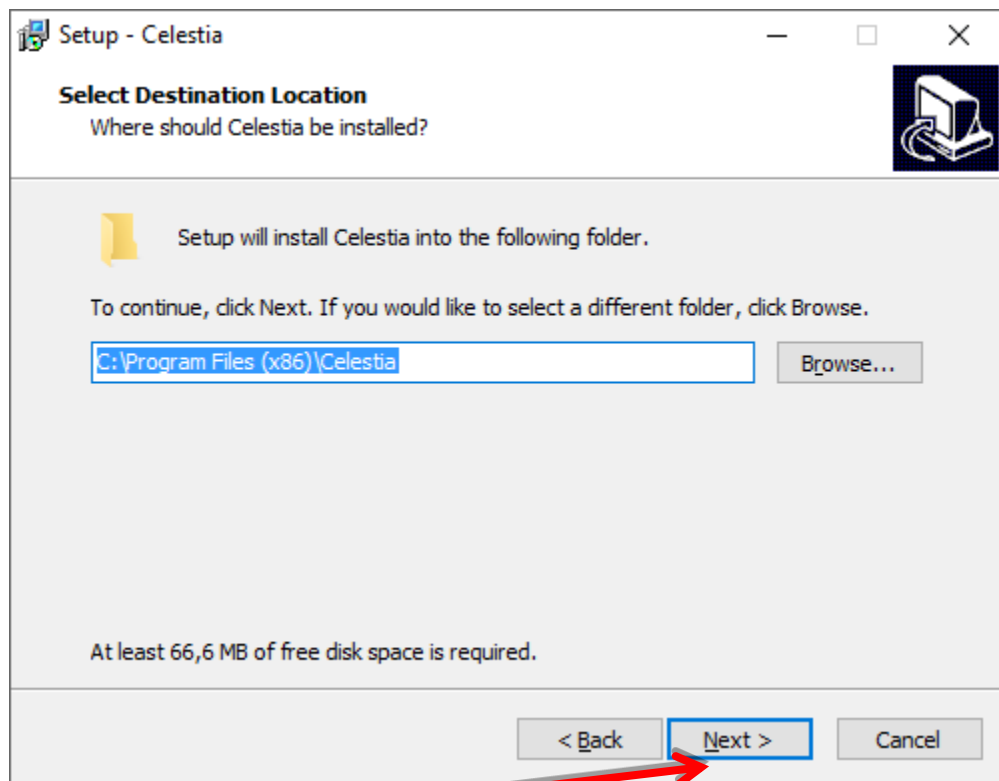 Setup - Celestia
Select Destination Location
Where should Celestia be installed?
Setup will install Celestia into the following folder.
To continue, click Next. If you would like to select a different folder, click Browse.
C:\Program Files (x86)\Celestia
Browse...
At least 66,6 MB of free disk space is required.
< Back
Next >
Cancel